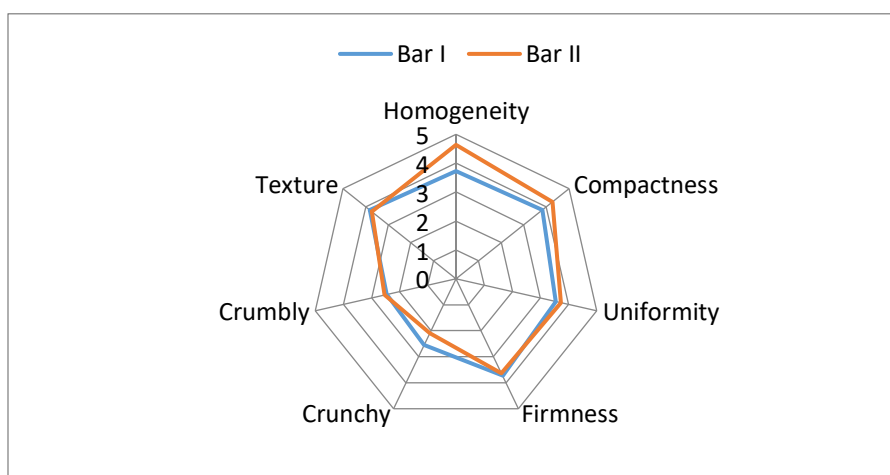 Bar I Bar II
Homogeneity
5
4
3
2
1
0
Texture
Compactness
Crumbly
Uniformity
Crunchy
Firmness